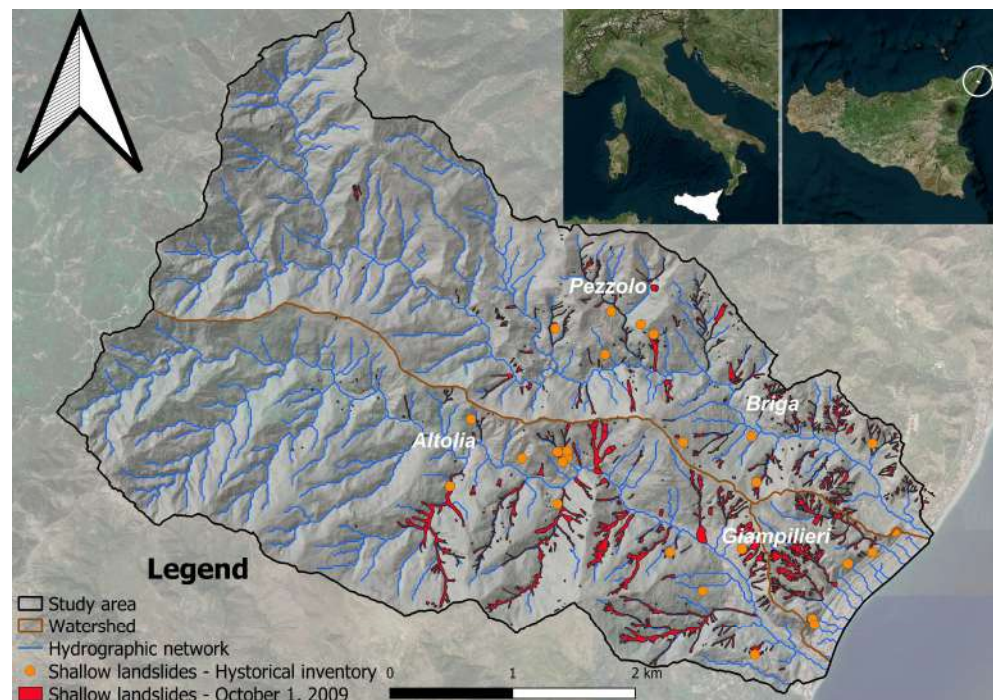 Pezzolo
Briga
Altolia
Giampilieri
Legend
Study area
Watershed
Hydrographic network
Shallow landslides - Hystorical inventory
Shallow landslides - October 1, 2009
0 1 2 km